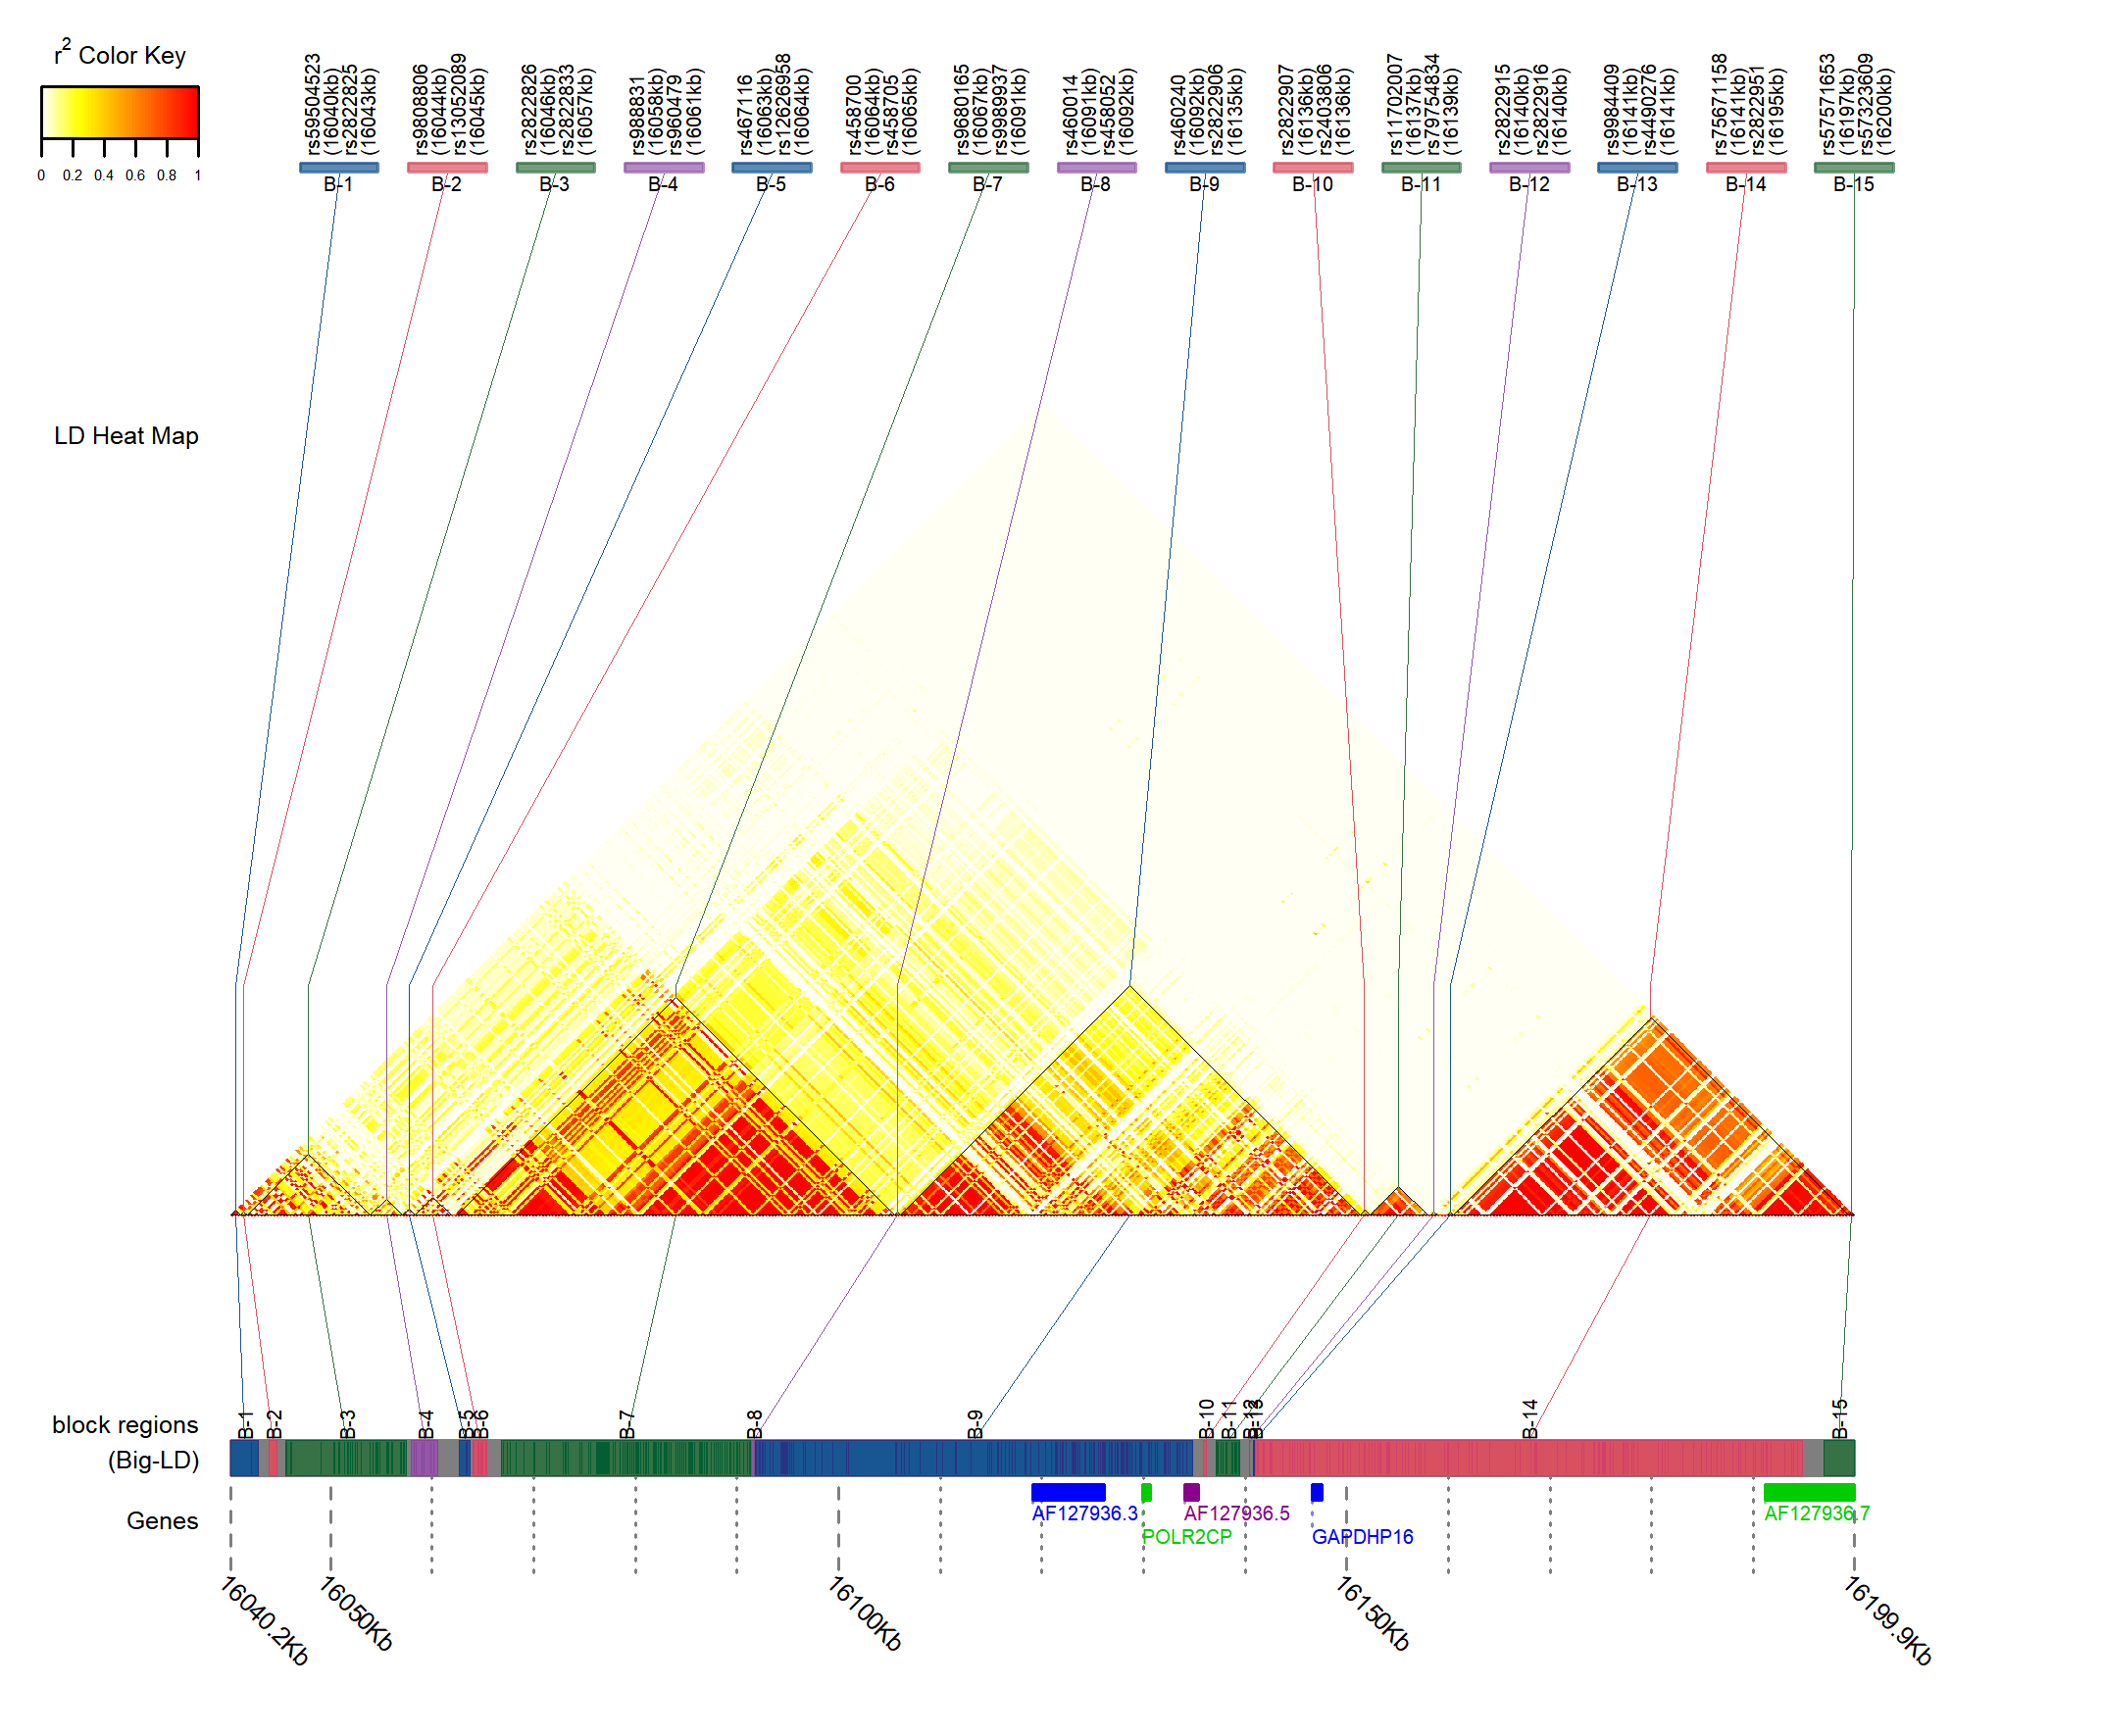 r2 Color Key
0 0.2 0.4 0.6 0.8 1
rs59504523
(16040kb)
rs2822825
(16043kb)
B-1
rs9808806
(16044kb)
rs13052089
(16045kb)
B-2
rs2822826
(16046kb)
rs2822833
(16057kb)
B-3
rs988831
(16058kb)
rs960479
(16061kb)
B-4
rs467116
(16063kb)
rs12626958
(16064kb)
B-5
rs458700
(16064kb)
rs458705
(16065kb)
B-6
rs9680165
(16067kb)
rs9989937
(16091kb)
B-7
rs460014
(16091kb)
rs458052
(16092kb)
B-8
rs460240
(16092kb)
rs2822906
(16135kb)
B-9
rs2822907
(16136kb)
rs2403806
(16136kb)
B-10
rs11702007
(16137kb)
rs79754834
(16139kb)
B-11
rs2822915
(16140kb)
rs2822916
(16140kb)
B-12
rs9984409
(16141kb)
rs4490276
(16141kb)
B-13
rs75671158
(16141kb)
rs2822951
(16195kb)
B-14
rs57571653
(16197kb)
rs57323609
(16200kb)
B-15
LD Heat Map
block regions
(Big-LD)
B-1
B-2
B-3
B-4
B-5
B-6
B-7
B-8
B-9
B-10
B-11
B-13
B-14
B-15
Genes
AF127936.3
POLR2CP
AF127936.5
GAPDHP16
AF127936.7
16040.2Kb
16050Kb
16100Kb
16150Kb
16199.9Kb